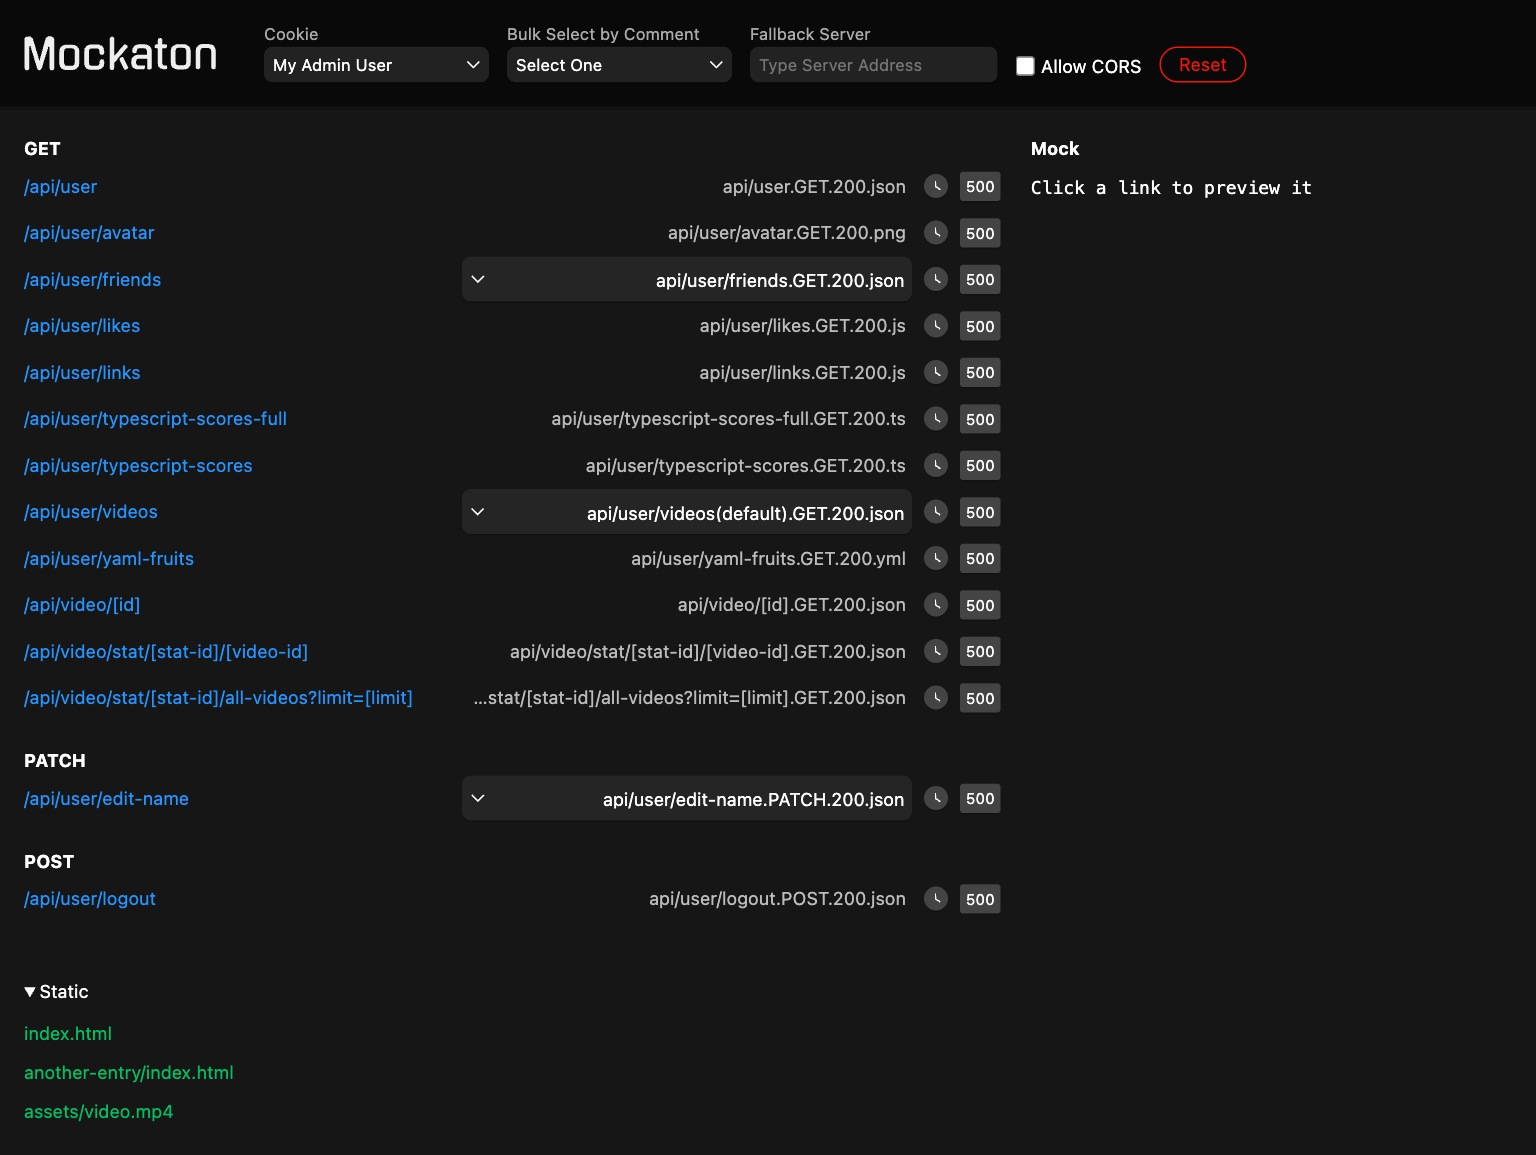 Mockaton
Cookie
My Admin User
Bulk Select by Comment
Select One
Fallback Server
Type Server Address
Allow CORS
Reset
GET
/api/user api/user.GET.200.json 500
/api/user/avatar api/user/avatar.GET.200.png 500
/api/user/friends api/user/friends.GET.200.json 500
/api/user/likes api/user/likes.GET.200.js 500
/api/user/links api/user/links.GET.200.js 500
/api/user/typescript-scores-full api/user/typescript-scores-full.GET.200.ts 500
/api/user/typescript-scores api/user/typescript-scores.GET.200.ts 500
/api/user/videos api/user/videos(default).GET.200.json 500
/api/user/yaml-fruits api/user/yaml-fruits.GET.200.yml 500
/api/video/[id] api/video/[id].GET.200.json 500
/api/video/stat/[stat-id]/[video-id] api/video/stat/[stat-id]/[video-id].GET.200.json 500
/api/video/stat/[stat-id]/all-videos?limit=[limit] ...stat/[stat-id]/all-videos?limit=[limit].GET.200.json 500
PATCH
/api/user/edit-name api/user/edit-name.PATCH.200.json 500
POST
/api/user/logout api/user/logout.POST.200.json 500
Static
index.html
another-entry/index.html
assets/video.mp4
Mock
Click a link to preview it